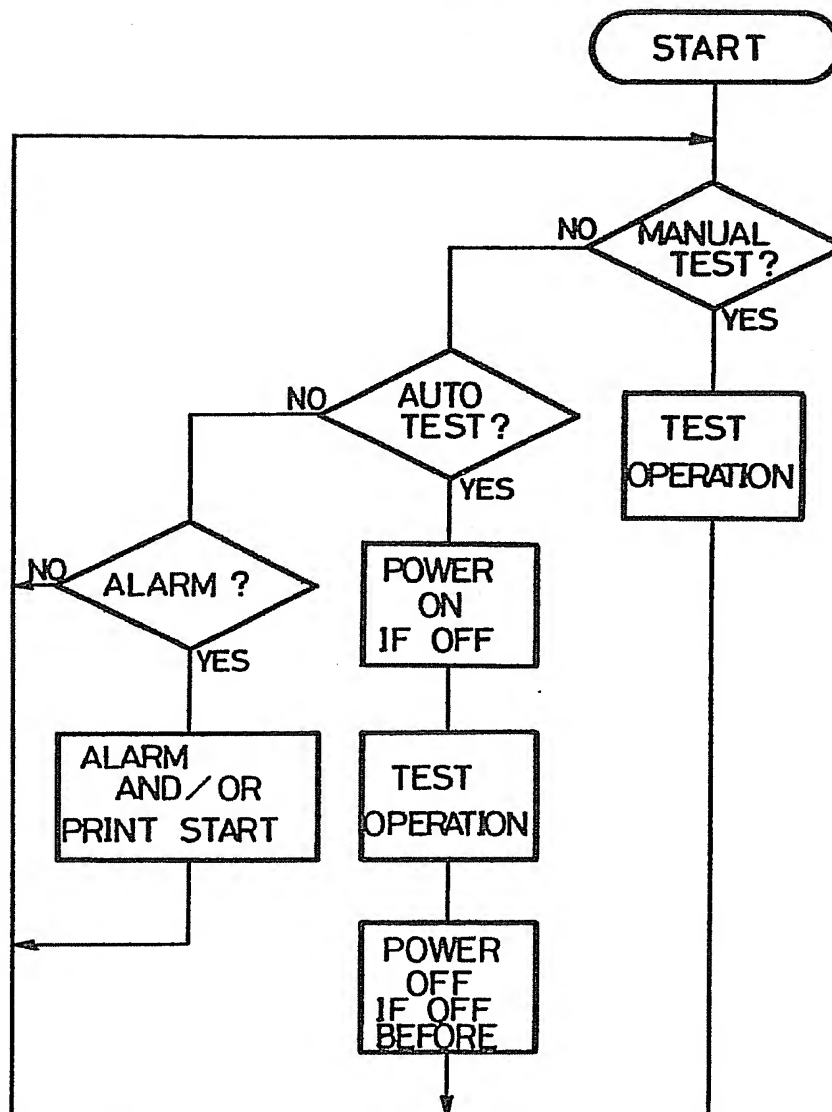 START
NO
MANUAL
TEST?
YES
NO
AUTO
TEST?
YES
TEST
OPERATION
NO
ALARM ?
YES
POWER
ON
IF OFF
ALARM
AND/OR
PRINT START
TEST
OPERATION
POWER
OFF
IF OFF
BEFORE